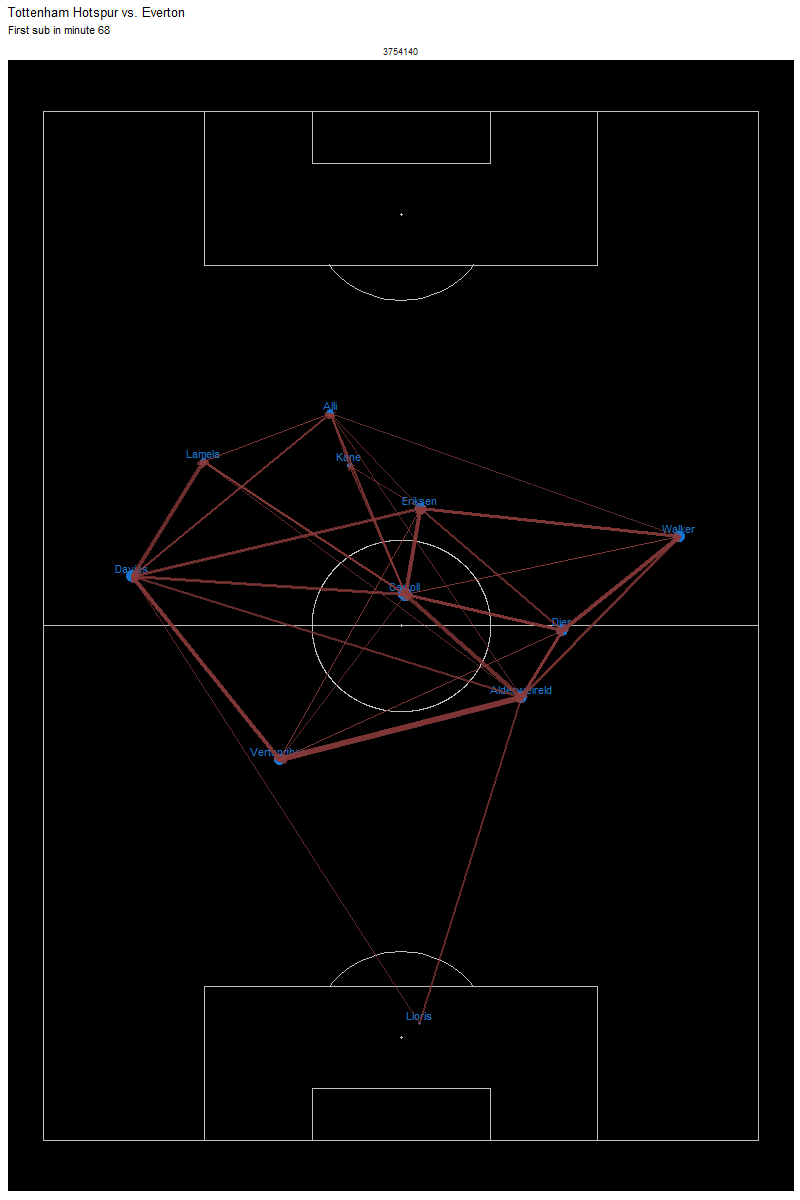 Tottenham Hotspur vs. Everton
First sub in minute 68
3754140
Alli
Lamela
Kane
Eriksen
Walker
Davies
Carroll
Dier
Alderweireld
Lloris